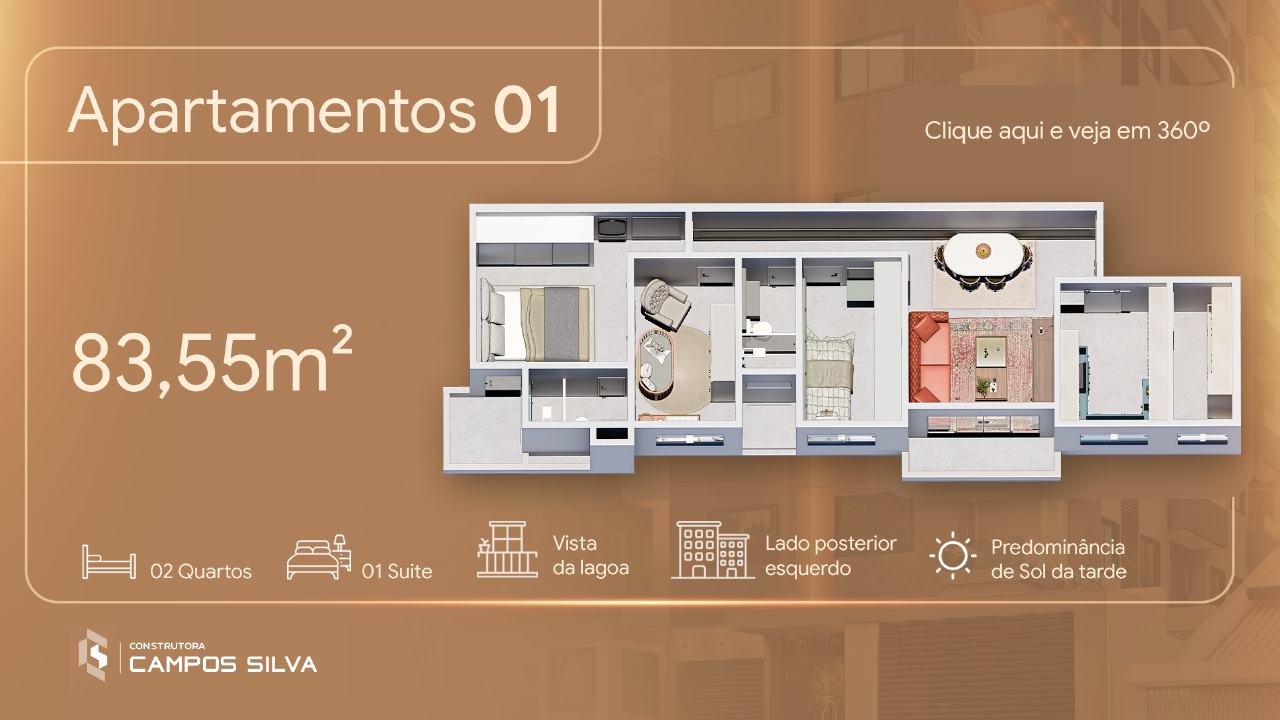 Apartamentos 01
Clique aqui e veja em 360º
83,55m²
02 Quartos
01 Suite
Vista
da lagoa
Lado posterior
esquerdo
Predominância
de Sol da tarde
CONSTRUTORA
CAMPOS SILVA